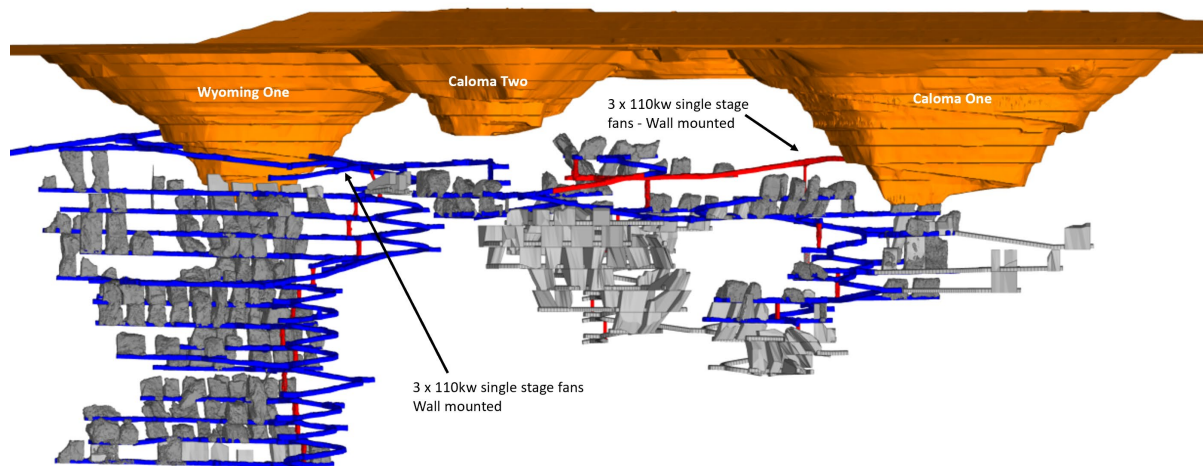 Wyoming One
Caloma Two
3 x 110kw single stage
fans - Wall mounted
Caloma One
3 x 110kw single stage fans
Wall mounted